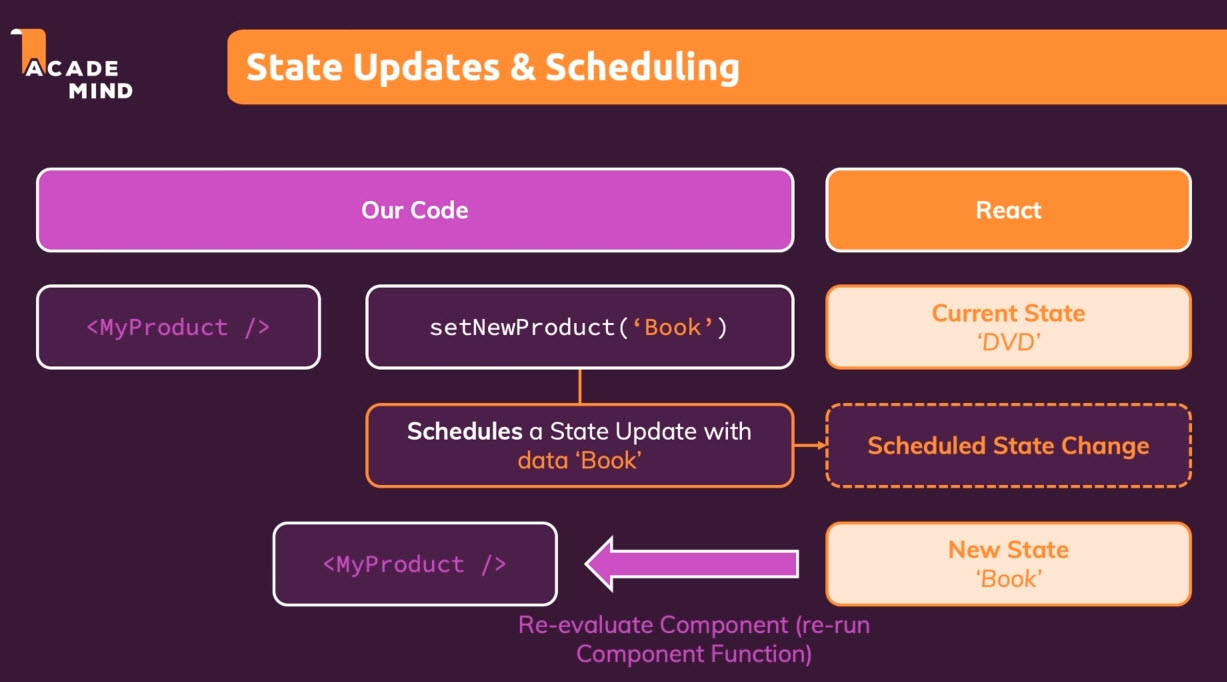 ACADE
MIND
State Updates & Scheduling
Our Code
React
<MyProduct />
setNewProduct(‘Book’)
Current State
‘DVD’
Schedules a State Update with
data ‘Book’
Scheduled State Change
<MyProduct />
New State
‘Book’
Re-evaluate Component (re-run
Component Function)